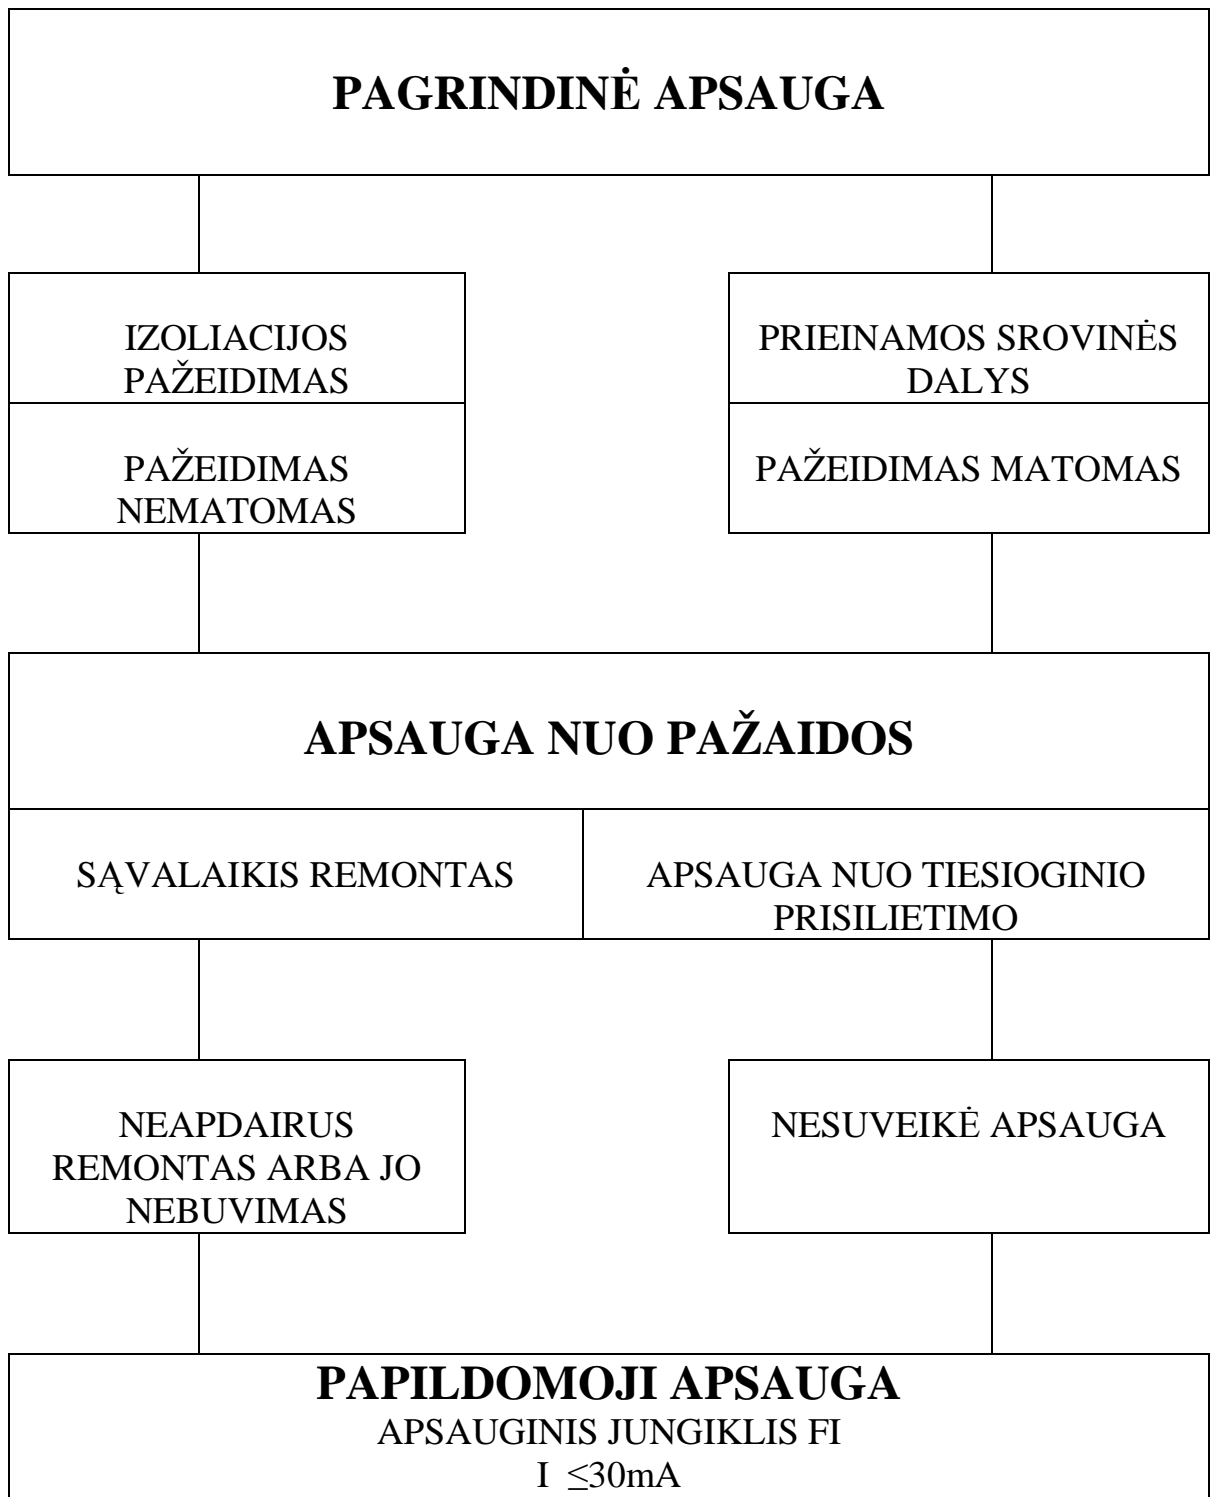 PAGRINDINĖ APSAUGA
IZOLIACIJOS
PAŽEIDIMAS
PRIEINAMOS SROVINĖS
DALYS
PAŽEIDIMAS
NEMATOMAS
PAŽEIDIMAS MATOMAS
APSAUGA NUO PAŽAIDOS
SĄVALAIKIS REMONTAS
APSAUGA NUO TIESIOGINIO
PRISILIETIMO
NEAPDAIRUS
REMONTAS ARBA JO
NEBUVIMAS
NESUVEIKĖ APSAUGA
PAPILDOMOJI APSAUGA
APSAUGINIS JUNGIKLIS FI
I ≤30mA